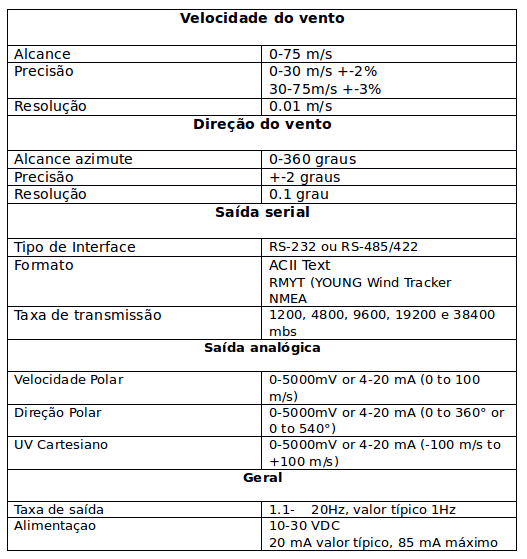 Velocidade do vento
Alcance 0-75 m/s
Precisão 0-30 m/s +-2%
30-75m/s +-3%
Resolução 0.01 m/s
Direção do vento
Alcance azimute 0-360 graus
Precisão +-2 graus
Resolução 0.1 grau
Saída serial
Tipo de Interface RS-232 ou RS-485/422
Formato ACII Text
RMYT (YOUNG Wind Tracker
NMEA
Taxa de transmissão 1200, 4800, 9600, 19200 e 38400
mbs
Saída analógica
Velocidade Polar 0-5000mV or 4-20 mA (0 to 100
m/s)
Direção Polar 0-5000mV or 4-20 mA (0 to 360° or
0 to 540°)
UV Cartesiano 0-5000mV or 4-20 mA (-100 m/s to
+100 m/s)
Geral
Taxa de saída 1.1- 20Hz, valor típico 1Hz
Alimentaçao 10-30 VDC
20 mA valor típico, 85 mA máximo